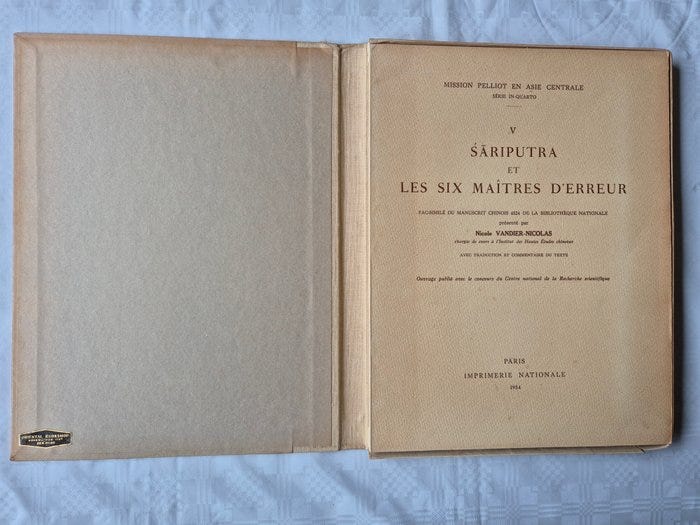 MISSION PELLIOT EN ASIE CENTRALE
SÉRIE IN-QUARTO
V
ŚĀRIPUTRA
ET
LES SIX MAÎTRES D'ERREUR
FAC-SIMILÉ DU MANUSCRIT CHINOIS 4524 DE LA BIBLIOTHÈQUE NATIONALE
présenté par
Nicole VANDIER-NICOLAS
chargée de cours à l'Institut des Hautes Études chinoises
AVEC TRADUCTION ET COMMENTAIRE DU TEXTE
Ouvrage publié avec le concours du Centre national de la Recherche scientifique
PARIS
IMPRIMERIE NATIONALE
1954
ORIENTAL BOOKSHOP